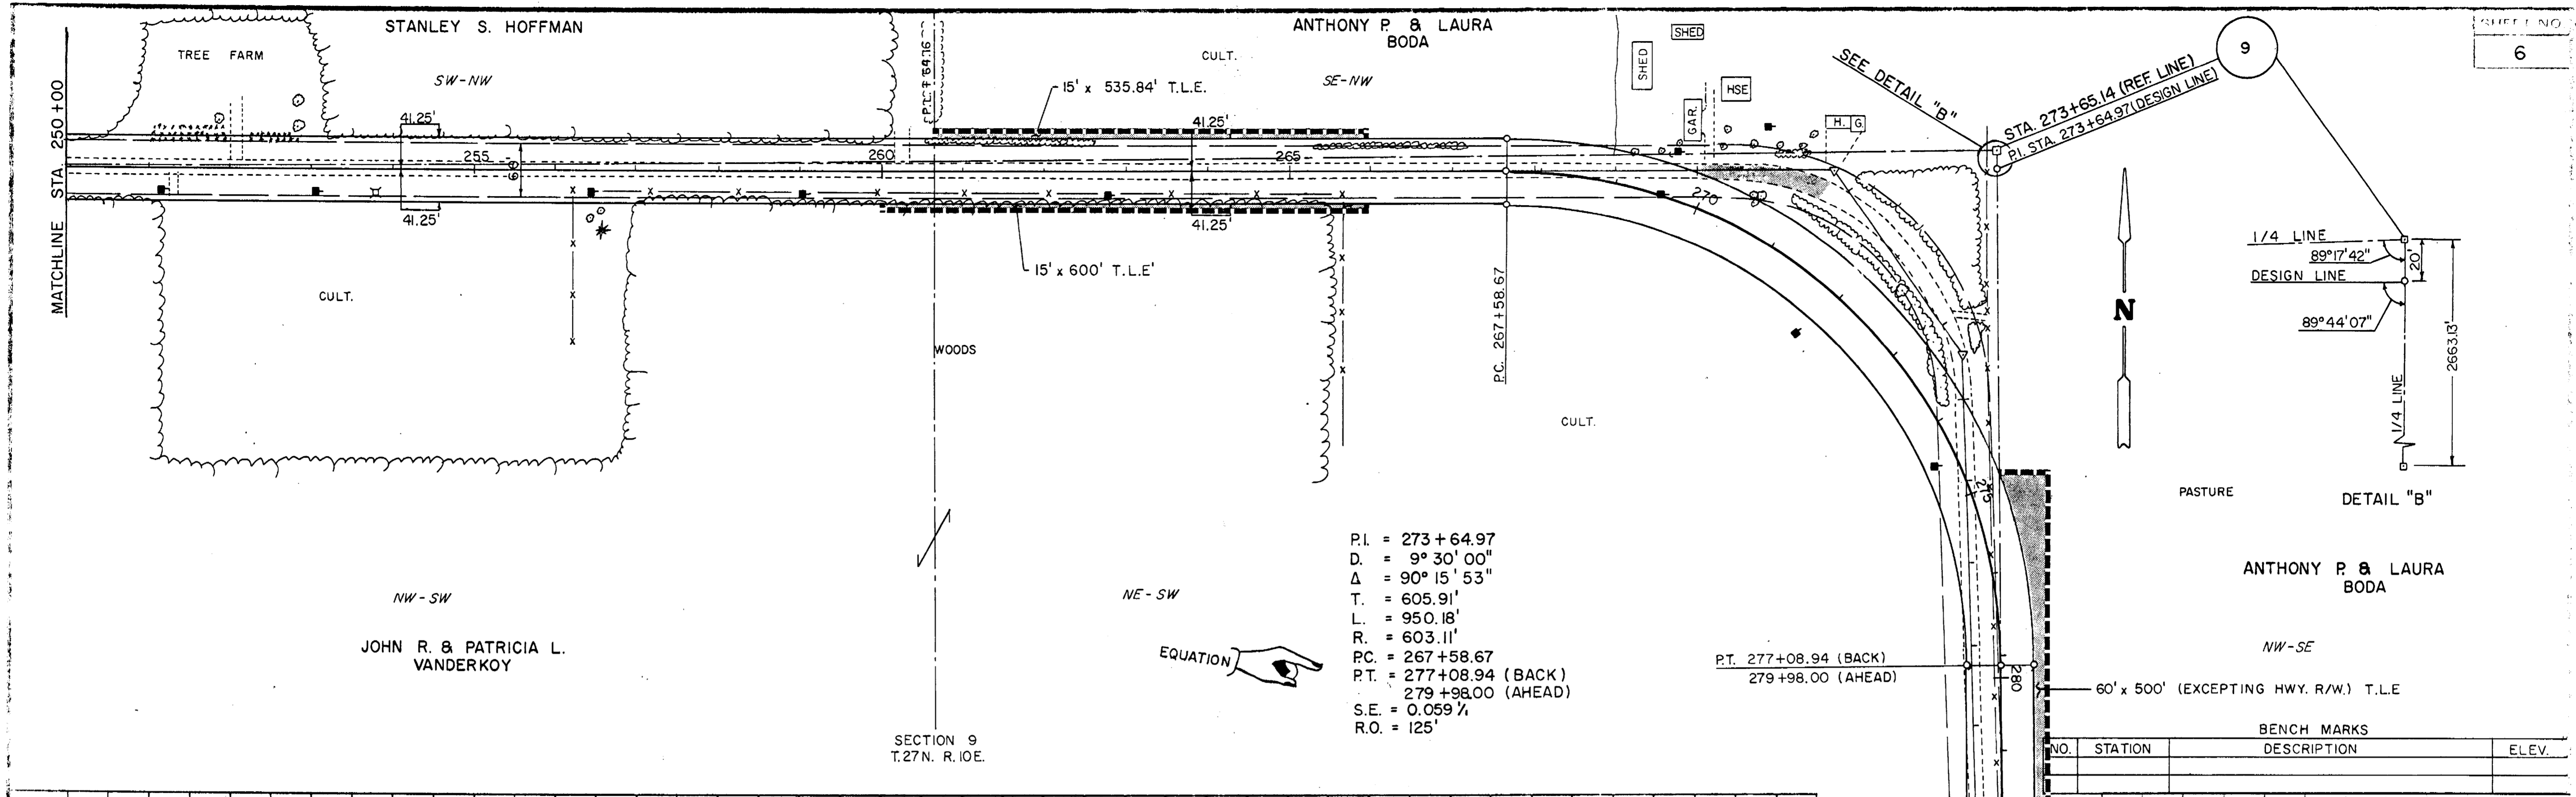 SHEET NO
6
STANLEY S. HOFFMAN
TREE FARM
SW-NW
ANTHONY P. & LAURA
BODA
CULT.
SE-NW
15' x 535.84' T.L.E.
SHED
SHED
GAR.
HSE
H.
G
SEE DETAIL "B"
STA. 273+65.14 (REF. LINE)
P.I. STA. 273+64.97 (DESIGN LINE)
9
MATCHLINE STA. 250+00
41.25'
41.25'
255
60
260
265
270
275
280
41.25'
41.25'
15' x 600' T.L.E'
P.C. 267+58.67
CULT.
WOODS
CULT.
N
1/4 LINE
89°17'42"
20'
DESIGN LINE
89°44'07"
2663.13'
1/4 LINE
PASTURE
DETAIL "B"
NW-SW
JOHN R. & PATRICIA L.
VANDERKOY
NE-SW
SECTION 9
T.27N. R.10E.
EQUATION
P.I. = 273+64.97
D. = 9° 30' 00"
Δ = 90° 15' 53"
T. = 605.91'
L. = 950.18'
R. = 603.11'
P.C. = 267+58.67
P.T. = 277+08.94 (BACK)
279+98.00 (AHEAD)
S.E. = 0.059 '/,
R.O. = 125'
P.T. 277+08.94 (BACK)
279+98.00 (AHEAD)
ANTHONY P. & LAURA
BODA
NW-SE
60' x 500' (EXCEPTING HWY. R/W.) T.L.E
BENCH MARKS
NO. STATION DESCRIPTION ELEV.